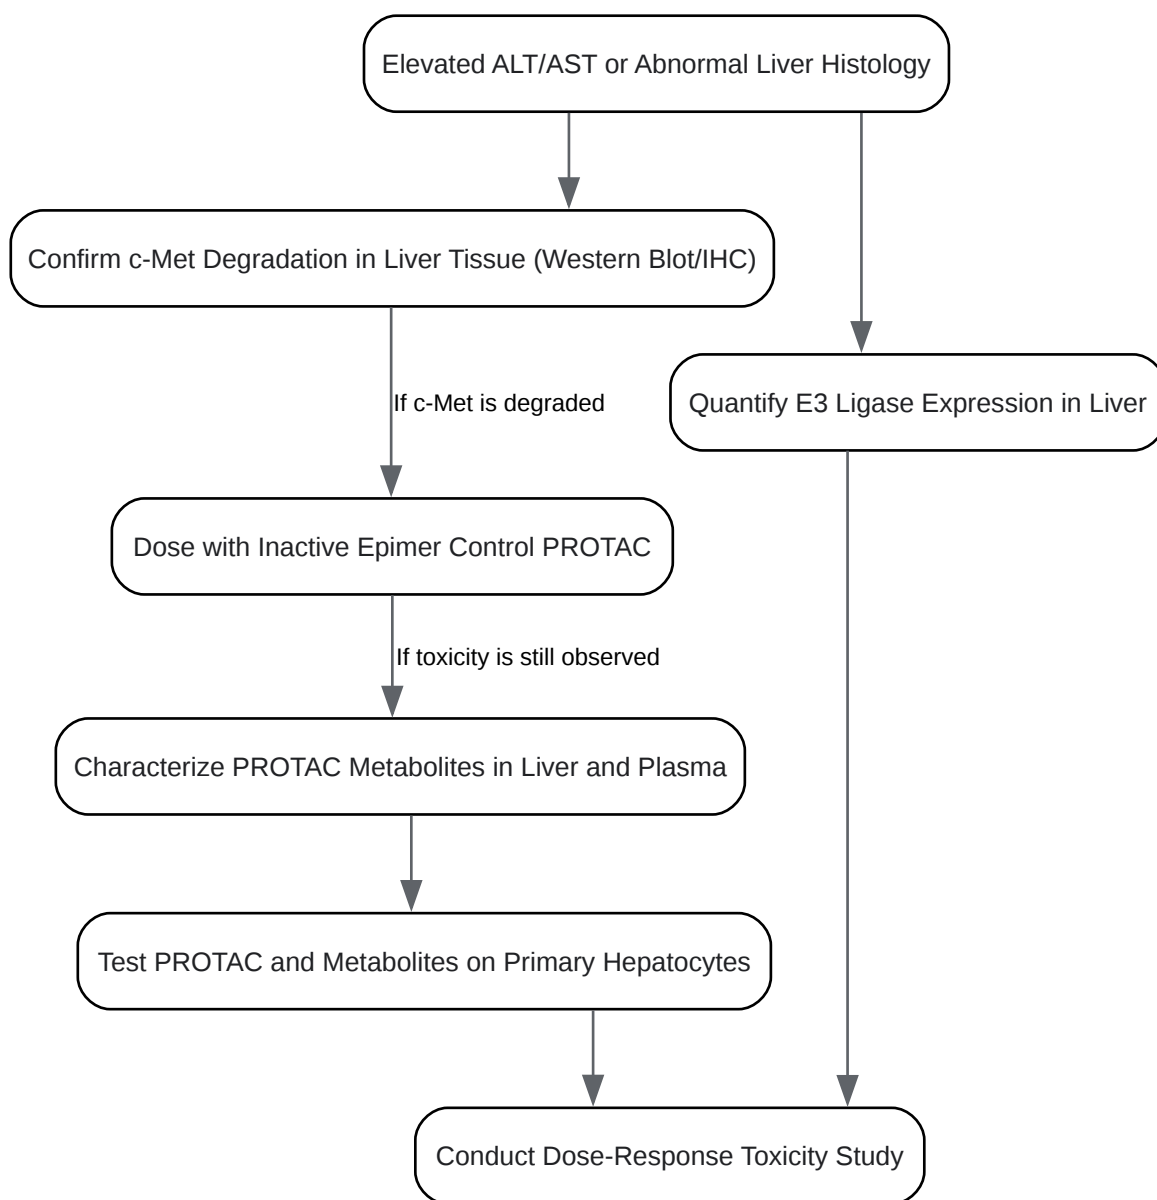 Elevated ALT/AST or Abnormal Liver Histology
Confirm c-Met Degradation in Liver Tissue (Western Blot/IHC)
If c-Met is degraded
Quantify E3 Ligase Expression in Liver
Dose with Inactive Epimer Control PROTAC
If toxicity is still observed
Characterize PROTAC Metabolites in Liver and Plasma
Test PROTAC and Metabolites on Primary Hepatocytes
Conduct Dose-Response Toxicity Study